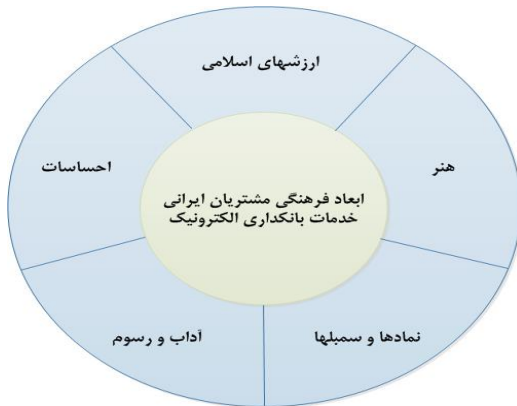 ارزشهای اسلامی
هنر
احساسات
ابعاد فرهنگی مشتریان ایرانی
خدمات بانکداری الکترونیک
نمادها و سمبلها
آداب و رسوم